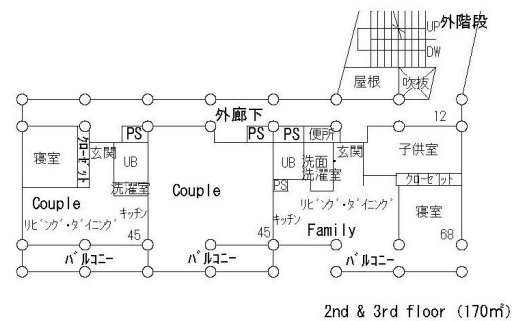 UP 外階段
DW
屋根 吹抜
外廊下 12
PS PS PS 便所
寝室 クローゼット 玄関 UB UB 洗面・洗濯室 玄関 子供室
洗濯室 PS クローゼット
Couple Couple
リビング・ダイニング キッチン キッチン リビング・ダイニング 寝室
45 45 Family 68
バルコニー バルコニー バルコニー
2nd & 3rd floor (170㎡)